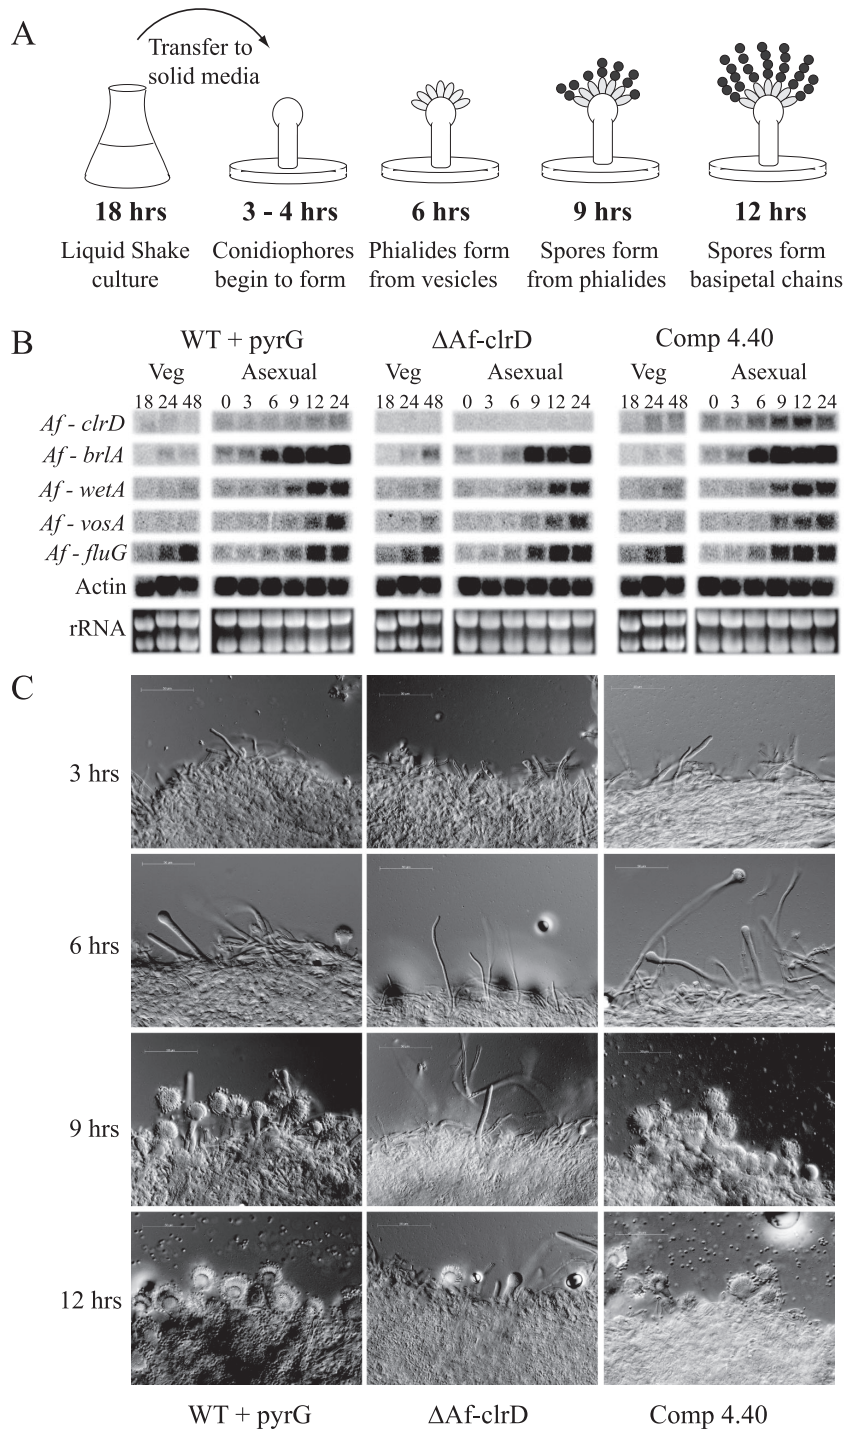 A
Transfer to
solid media
18 hrs
Liquid Shake
culture
3 - 4 hrs
Conidiophores
begin to form
6 hrs
Phialides form
from vesicles
9 hrs
Spores form
from phialides
12 hrs
Spores form
basipetal chains
B
WT + pyrG ΔAf-clrD Comp 4.40
Veg Asexual Veg Asexual Veg Asexual
18 24 48 0 3 6 9 12 24 18 24 48 0 3 6 9 12 24 18 24 48 0 3 6 9 12 24
Af - clrD
Af - brlA
Af - wetA
Af - vosA
Af - fluG
Actin
rRNA
C
3 hrs
6 hrs
9 hrs
12 hrs
WT + pyrG ΔAf-clrD Comp 4.40